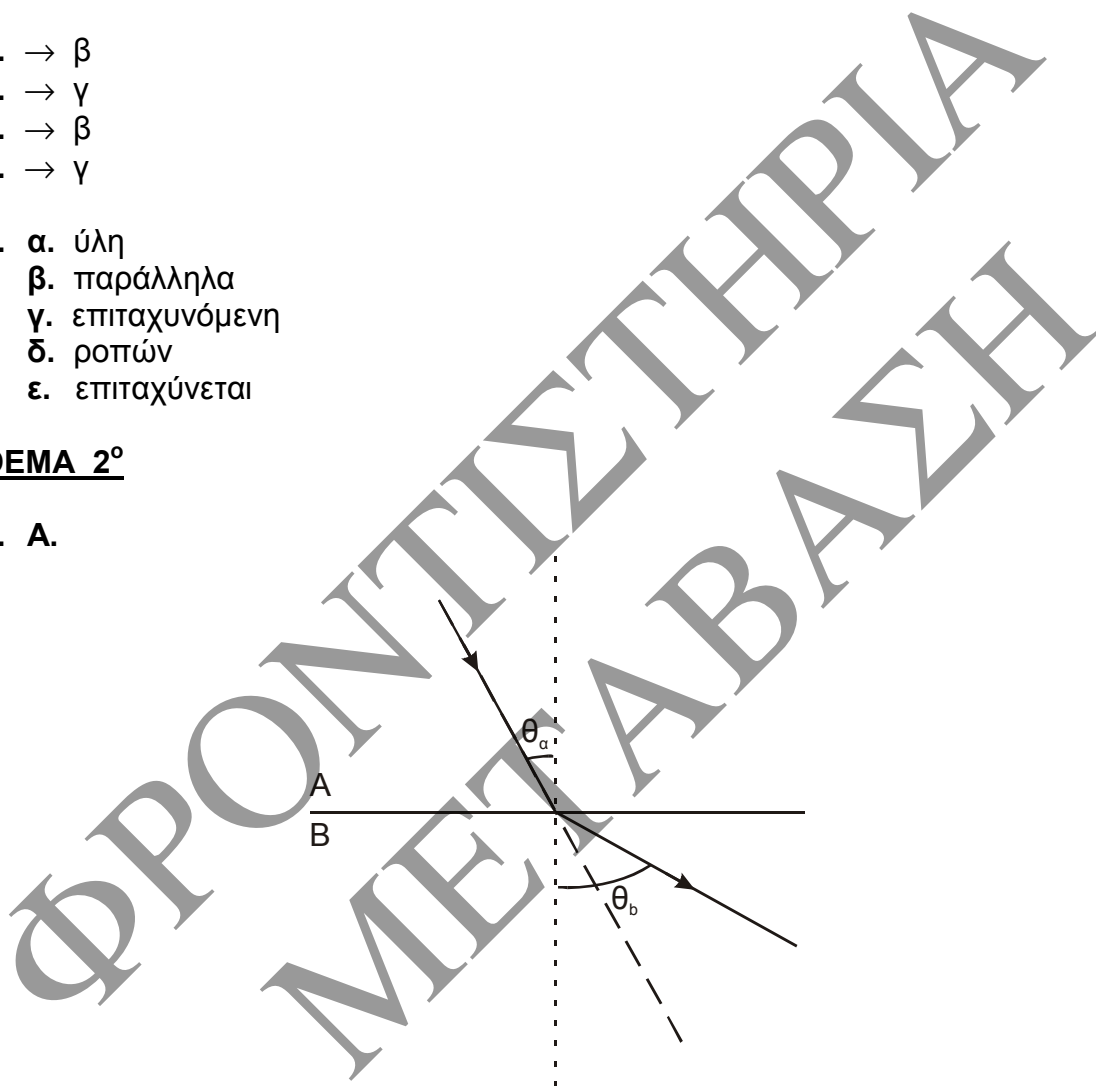 . → β
. → γ
. → β
. → γ
. α. ύλη
β. παράλληλα
γ. επιταχυνόμενη
δ. ροπών
ε. επιταχύνεται
ΘΕΜΑ 2ο
. Α.
θα
A
B
θb
ΦΡΟΝΤΙΣΤΗΡΙΑ
ΜΕΤΑΒΑΣΗ